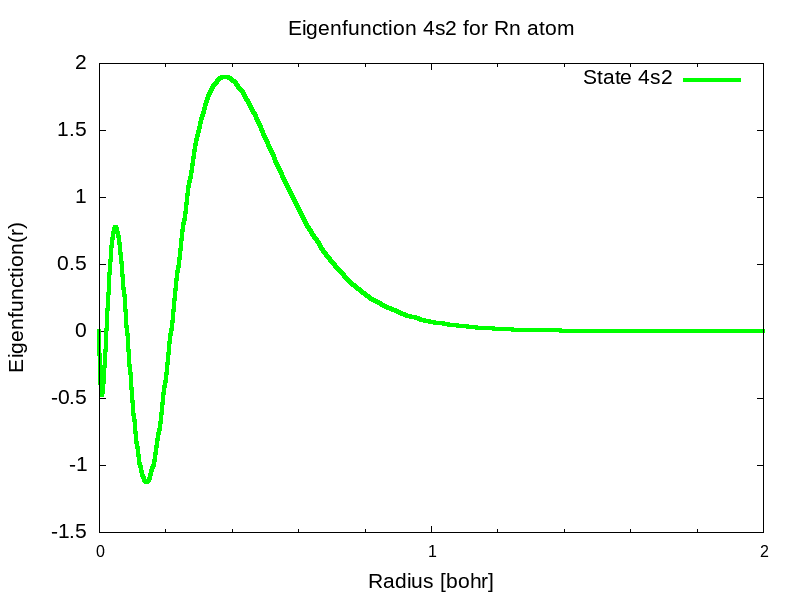 Eigenfunction 4s2 for Rn atom
State 4s2
2
1.5
1
0.5
0
-0.5
-1
-1.5
Eigenfunction(r)
0 1 2
Radius [bohr]